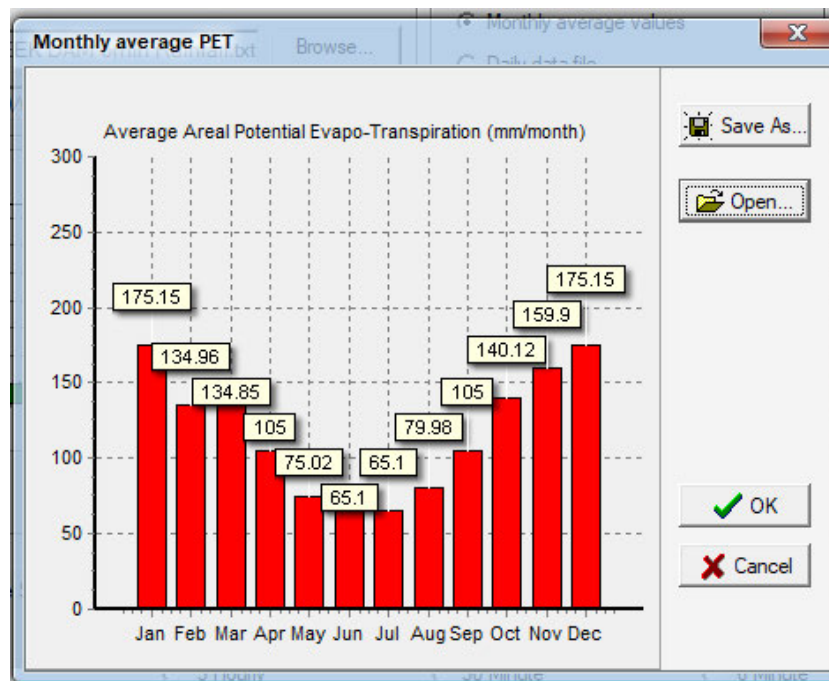 Monthly average values
Monthly average PET
Browse...
Daily data file
Average Areal Potential Evapo-Transpiration (mm/month)
Save As...
Open...
300
250
200
150
100
50
0
175.15
134.96
134.85
105
75.02
65.1
65.1
79.98
105
140.12
159.9
175.15
Jan Feb Mar Apr May Jun Jul Aug Sep Oct Nov Dec
OK
Cancel